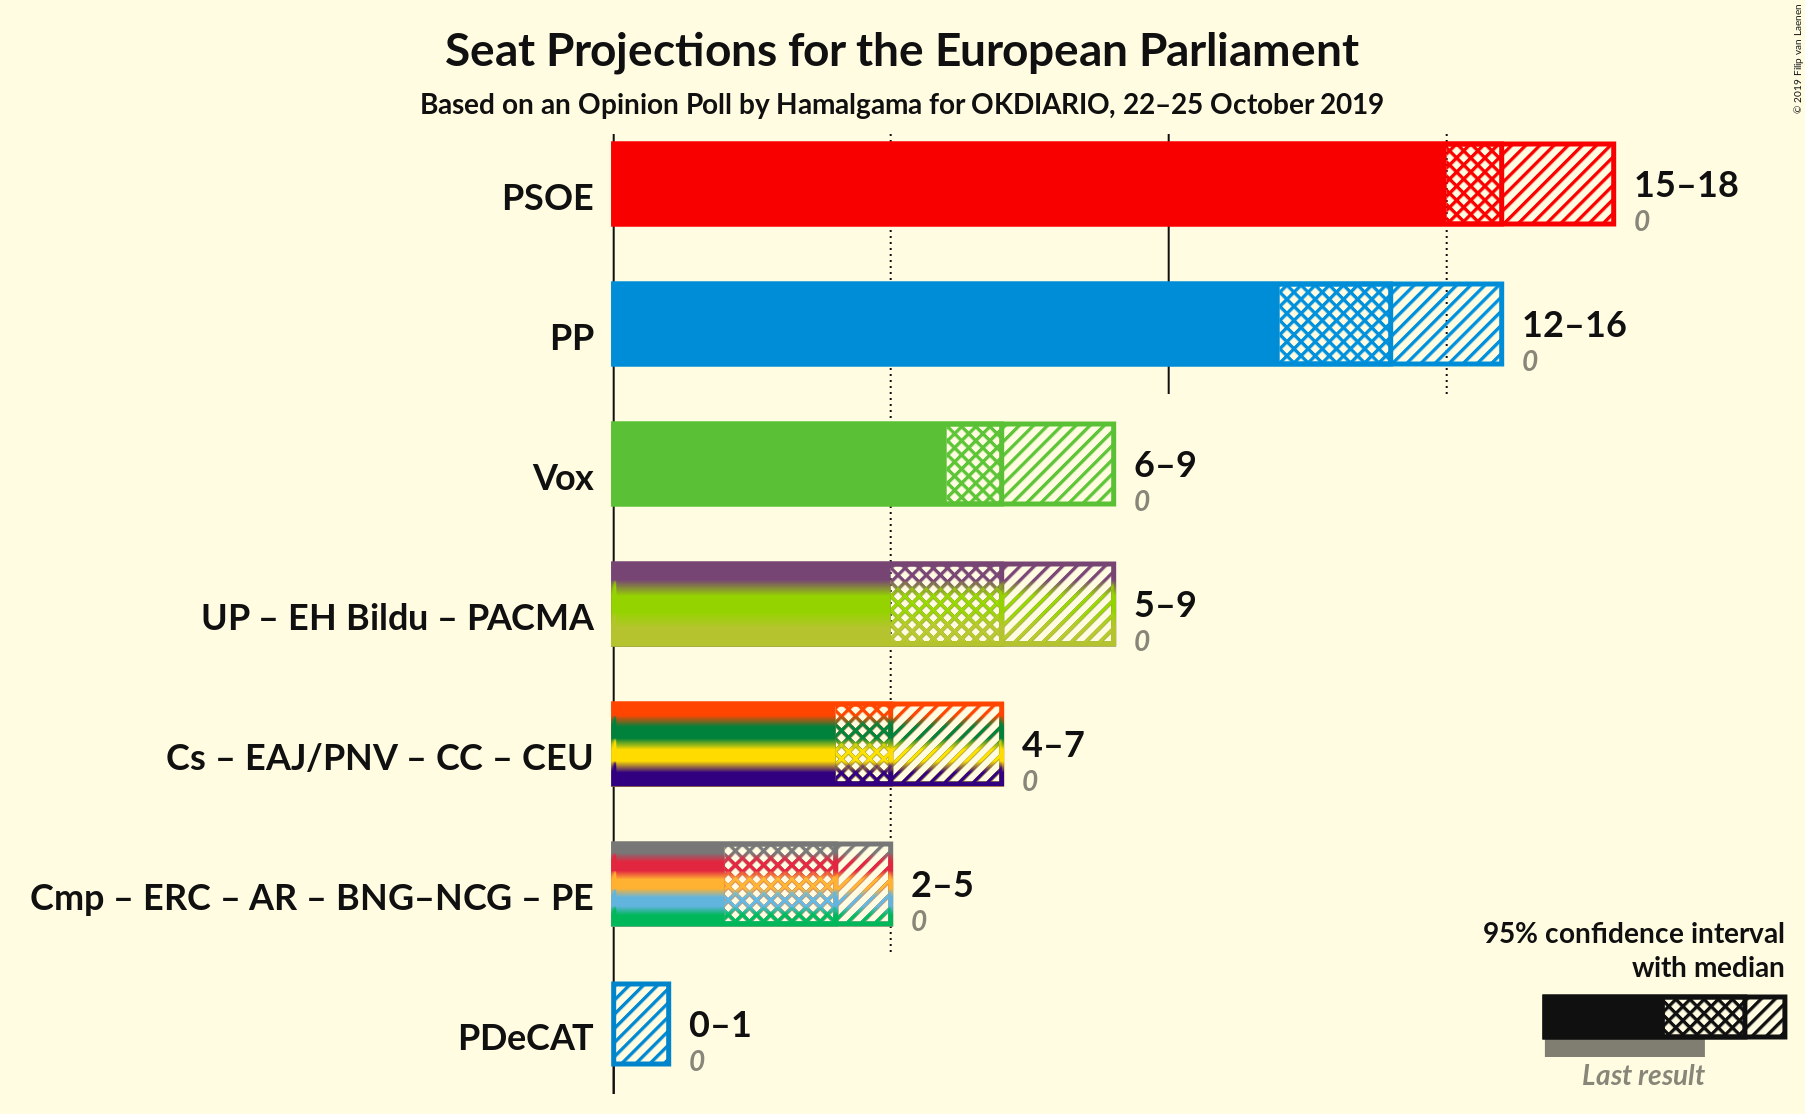 Seat Projections for the European Parliament
Based on an Opinion Poll by Hamalgama for OKDIARIO, 22–25 October 2019
© 2019 Filip van Laenen
PSOE
15–18
0
PP
12–16
0
Vox
6–9
0
UP – EH Bildu – PACMA
5–9
0
Cs – EAJ/PNV – CC – CEU
4–7
0
Cmp – ERC – AR – BNG–NCG – PE
2–5
0
PDeCAT
0–1
0
95% confidence interval
with median
Last result